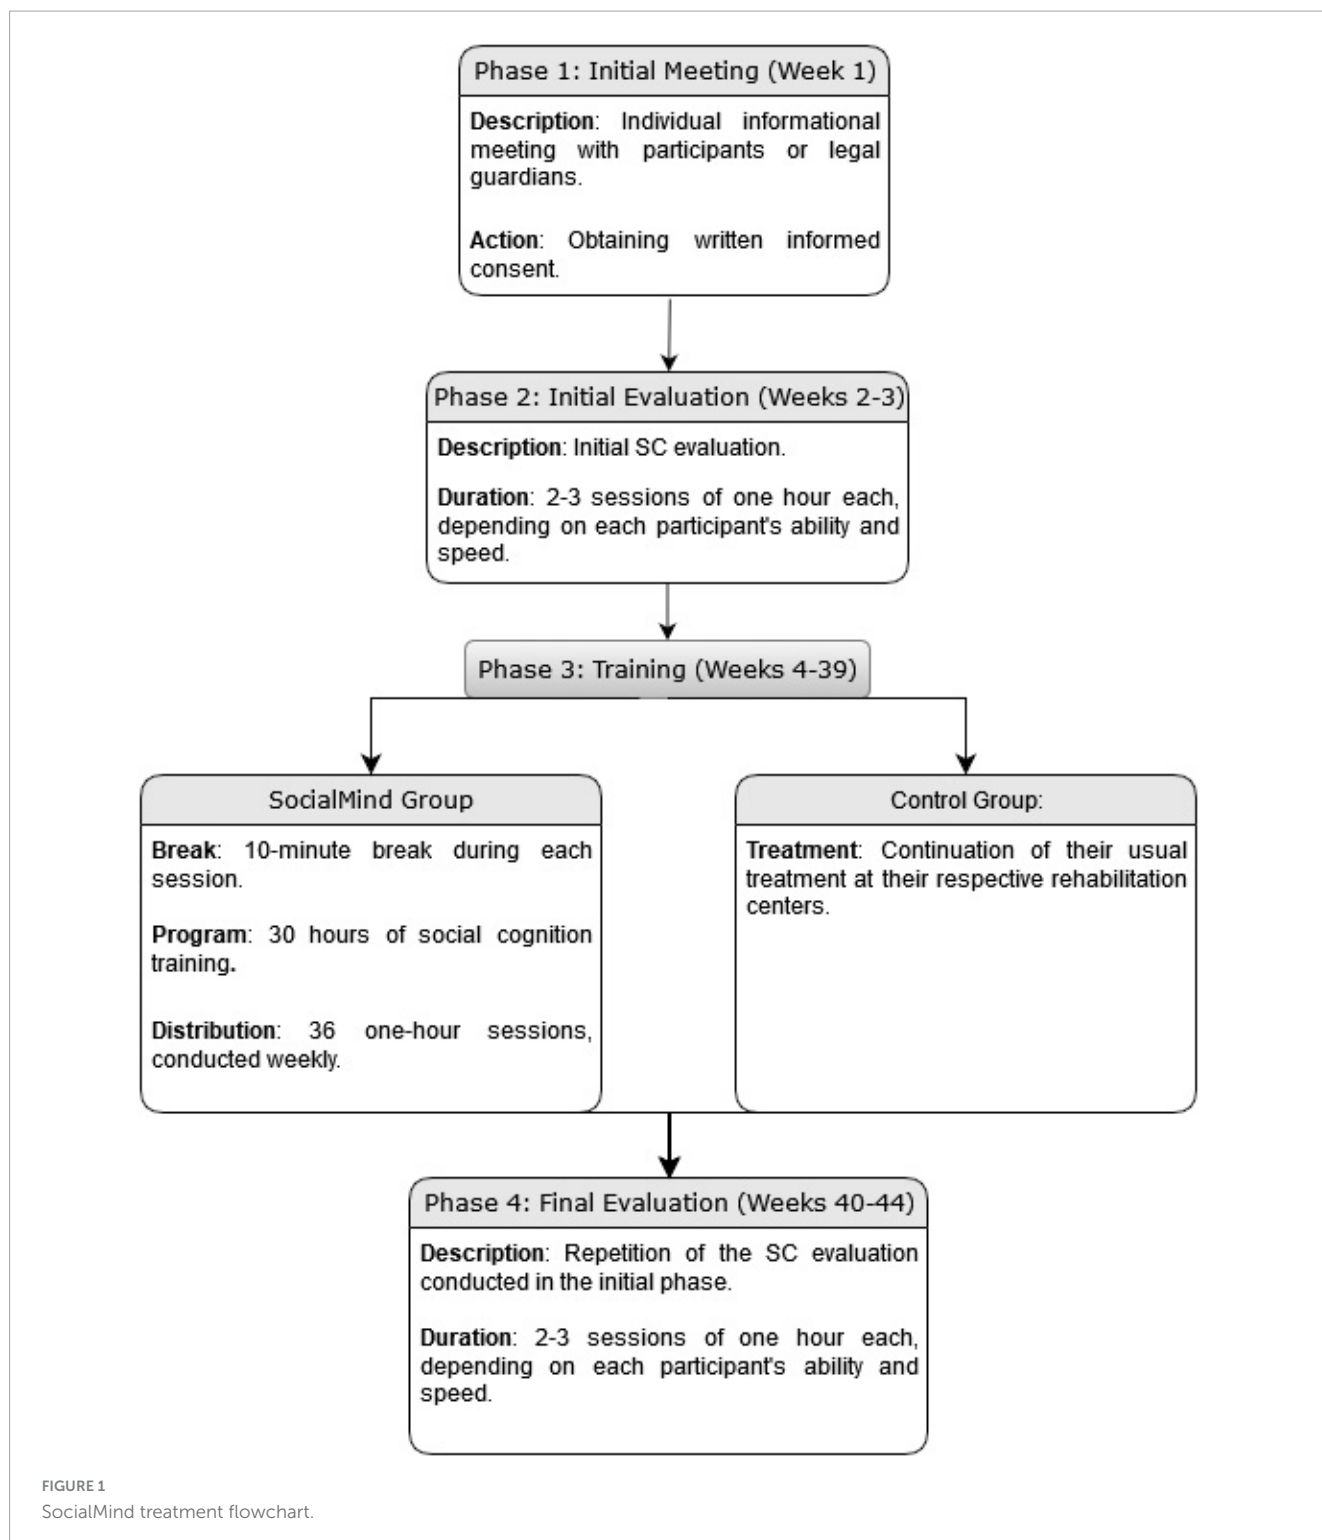 Phase 1: Initial Meeting (Week 1)
Description: Individual informational
meeting with participants or legal
guardians.
Action: Obtaining written informed
consent.
Phase 2: Initial Evaluation (Weeks 2-3)
Description: Initial SC evaluation.
Duration: 2-3 sessions of one hour each,
depending on each participant's ability and
speed.
Phase 3: Training (Weeks 4-39)
SocialMind Group
Break: 10-minute break during each
session.
Program: 30 hours of social cognition
training.
Distribution: 36 one-hour sessions,
conducted weekly.
Control Group:
Treatment: Continuation of their usual
treatment at their respective rehabilitation
centers.
Phase 4: Final Evaluation (Weeks 40-44)
Description: Repetition of the SC evaluation
conducted in the initial phase.
Duration: 2-3 sessions of one hour each,
depending on each participant's ability and
speed.
FIGURE 1
SocialMind treatment flowchart.